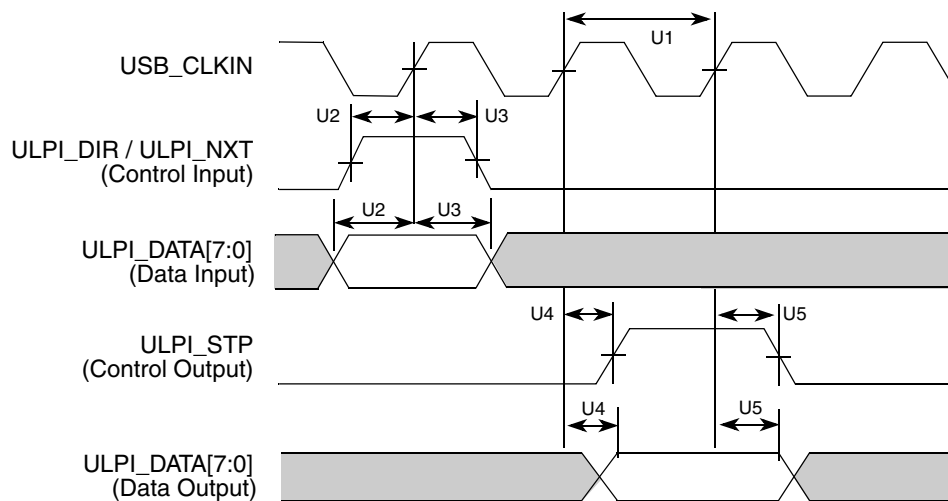 U1
USB_CLKIN
U2
U3
ULPI_DIR / ULPI_NXT
(Control Input)
U2
U3
ULPI_DATA[7:0]
(Data Input)
U4
U5
ULPI_STP
(Control Output)
U4
U5
ULPI_DATA[7:0]
(Data Output)